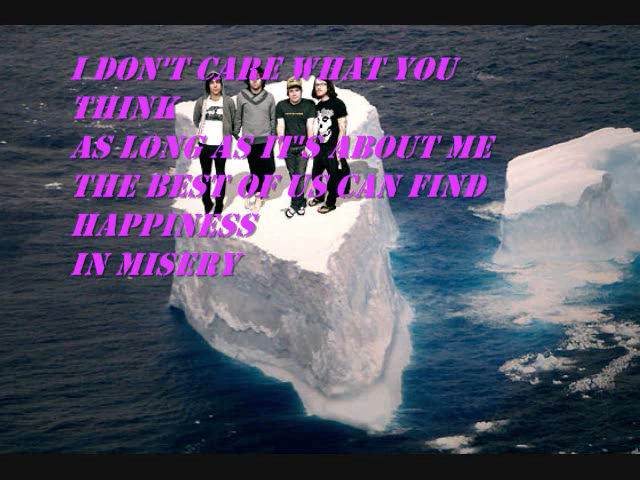 I DON'T CARE WHAT YOU
THINK
AS LONG AS IT'S ABOUT ME
THE BEST OF US CAN FIND
HAPPINESS
IN MISERY